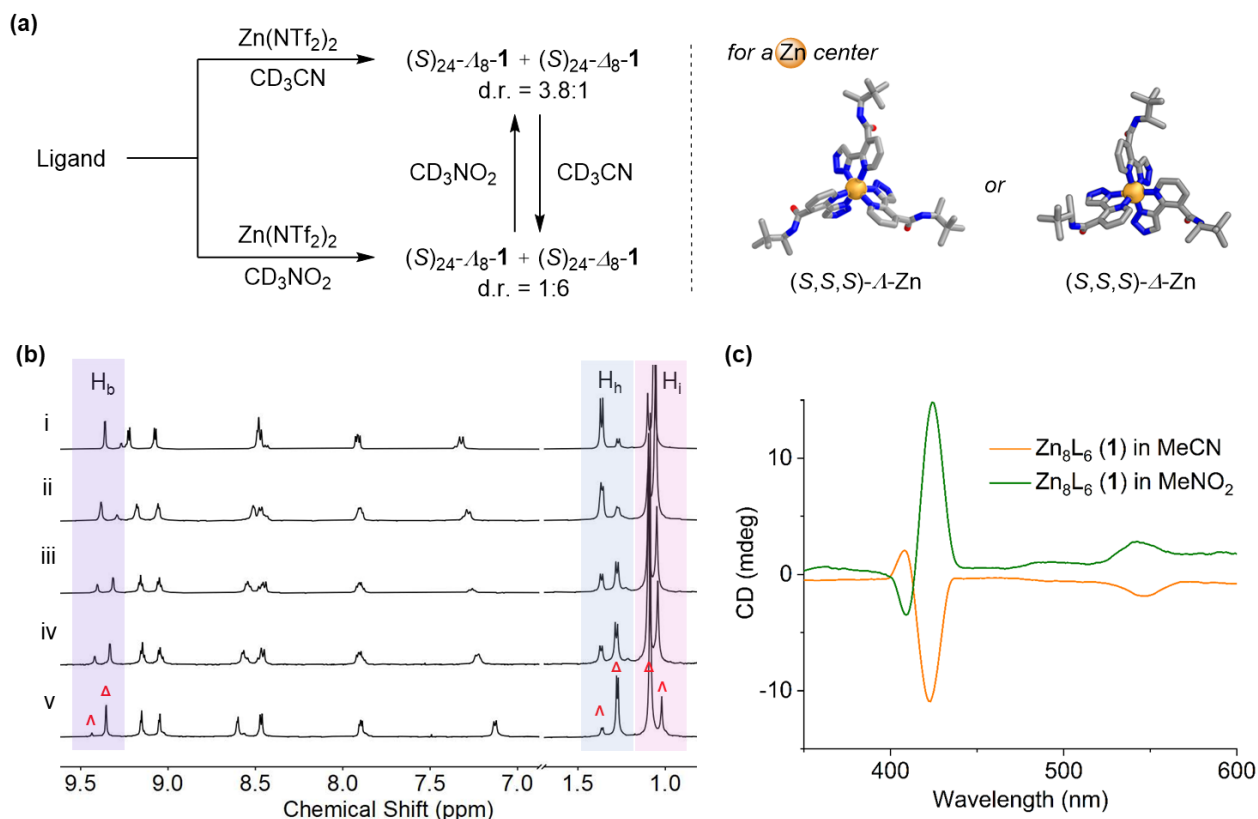 (a)
Zn(NTf₂)₂
CD₃CN
(S)₂₄-Λ₈-1 + (S)₂₄-Δ₈-1
d.r. = 3.8:1
Ligand
CD₃NO₂
CD₃CN
Zn(NTf₂)₂
CD₃NO₂
(S)₂₄-Λ₈-1 + (S)₂₄-Δ₈-1
d.r. = 1:6
for a Zn center
or
(S,S,S)-Λ-Zn
(S,S,S)-Δ-Zn
(b)
H_b
H_h
H_i
i
ii
iii
iv
v
Λ
Δ
Λ
Δ
Δ
Λ
9.5 9.0 8.5 8.0 7.5 7.0 1.5 1.0
Chemical Shift (ppm)
(c)
Zn₈L₆ (1) in MeCN
Zn₈L₆ (1) in MeNO₂
CD (mdeg)
10
0
-10
400 500 600
Wavelength (nm)